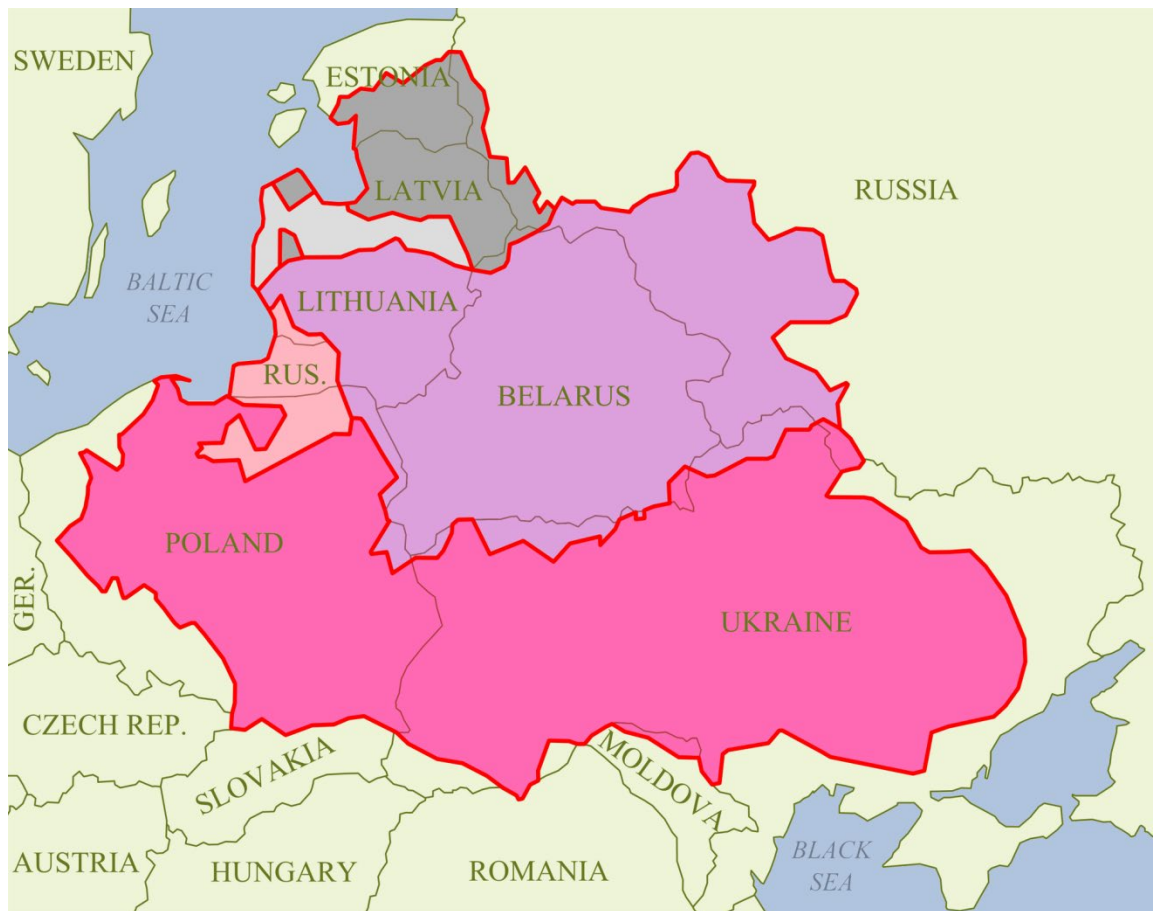 SWEDEN
ESTONIA
RUSSIA
LATVIA
BALTIC
SEA
LITHUANIA
RUS.
BELARUS
POLAND
GER.
UKRAINE
CZECH REP.
SLOVAKIA
MOLDOVA
AUSTRIA
HUNGARY
ROMANIA
BLACK
SEA